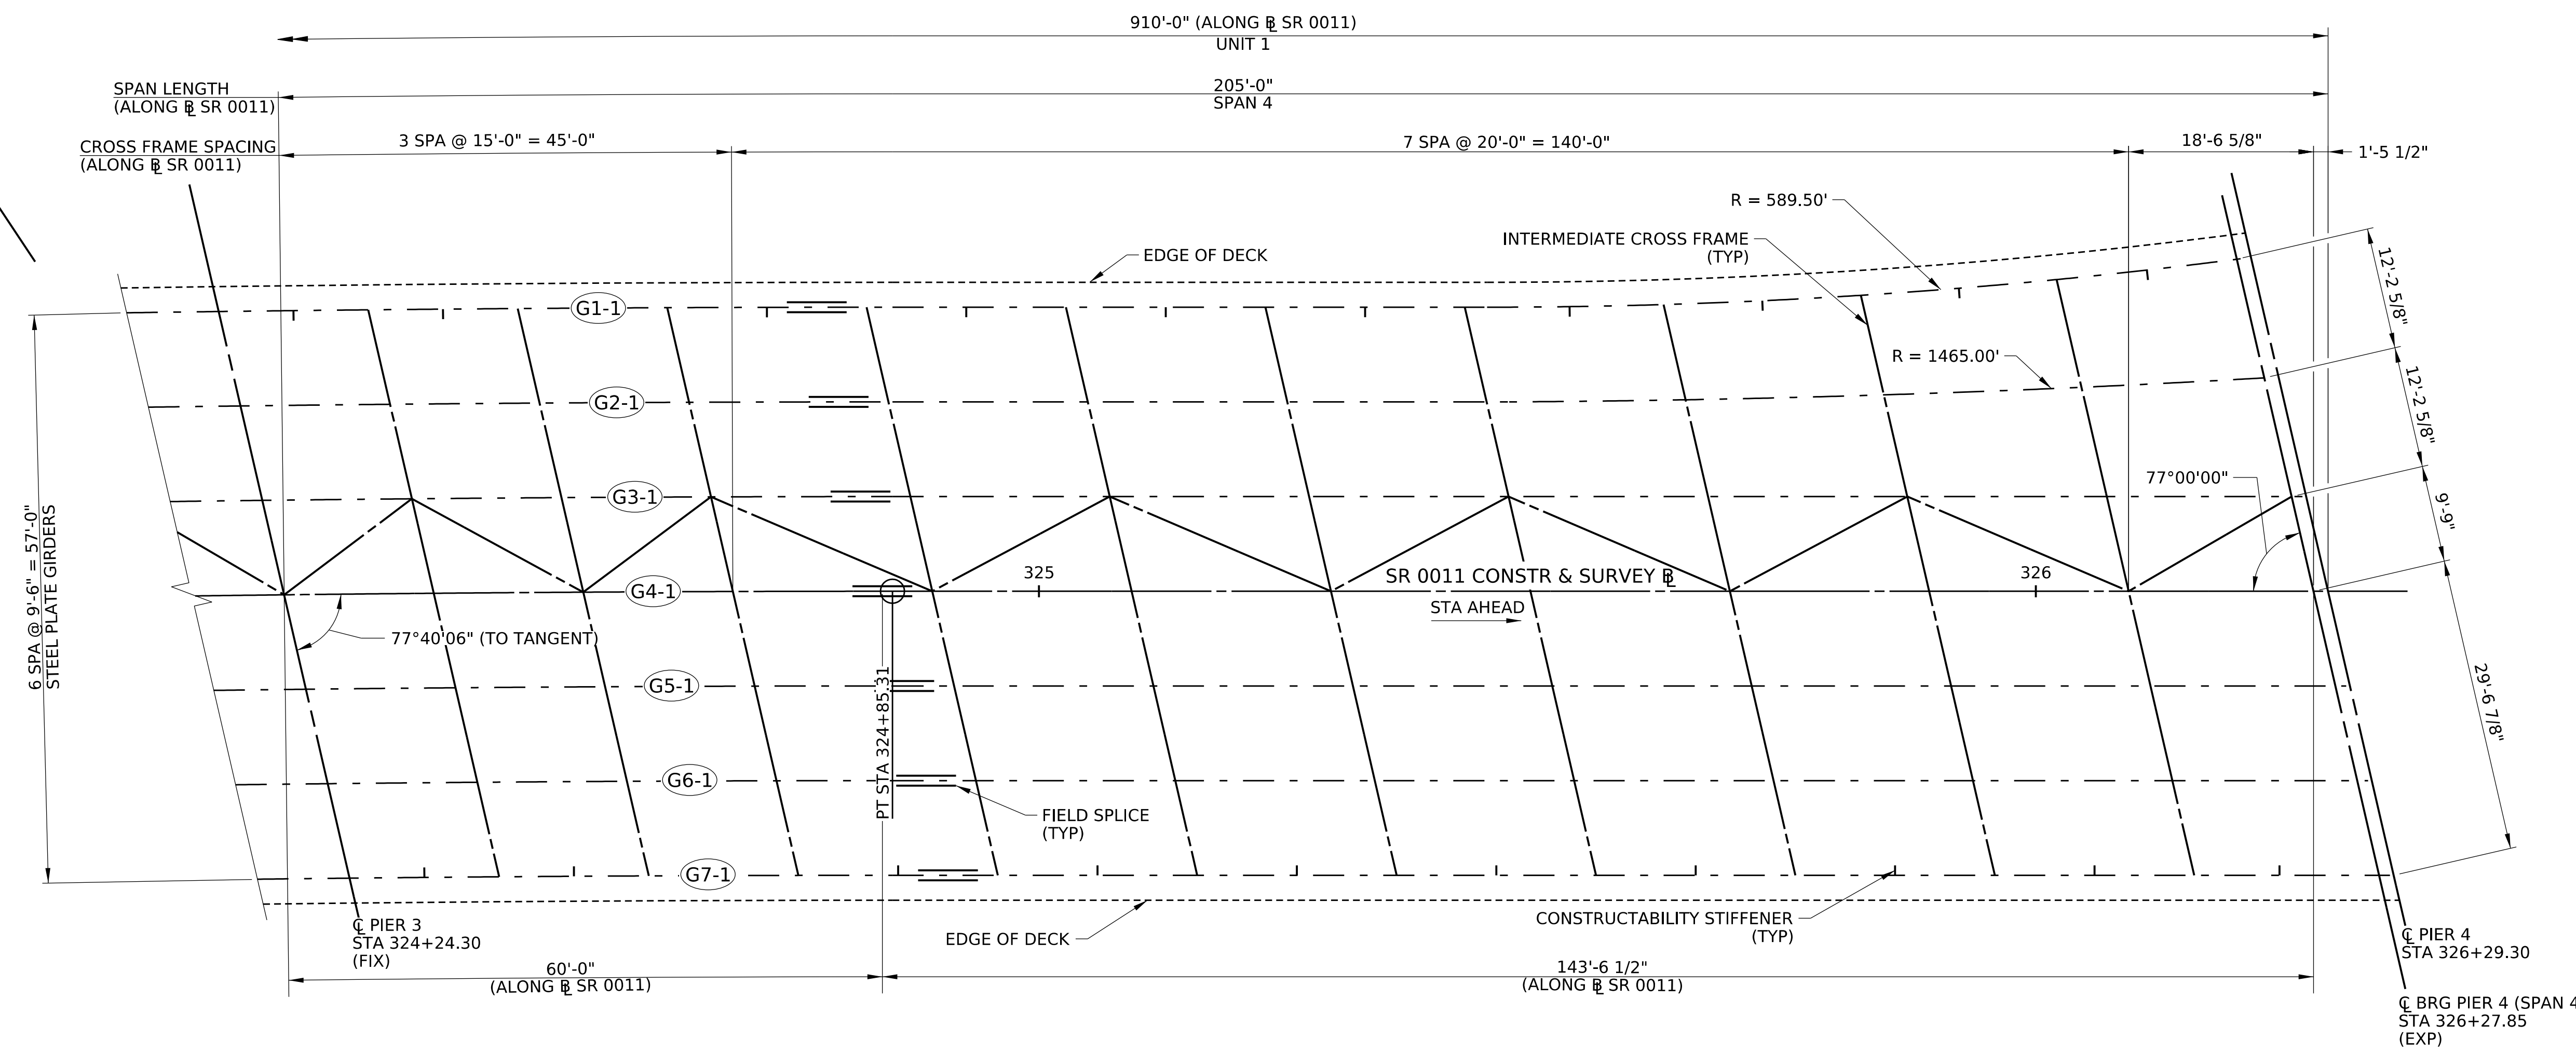 910'-0" (ALONG ℄ SR 0011)
UNIT 1
SPAN LENGTH
(ALONG ℄ SR 0011)
205'-0"
SPAN 4
CROSS FRAME SPACING
(ALONG ℄ SR 0011)
3 SPA @ 15'-0" = 45'-0"
7 SPA @ 20'-0" = 140'-0"
18'-6 5/8"
1'-5 1/2"
R = 589.50'
INTERMEDIATE CROSS FRAME
(TYP)
EDGE OF DECK
12'-2 5/8"
G1-1
R = 1465.00'
12'-2 5/8"
G2-1
77°00'00"
9'-9"
G3-1
6 SPA @ 9'-6" = 57'-0"
STEEL PLATE GIRDERS
G4-1
325
SR 0011 CONSTR & SURVEY ℄
326
STA AHEAD
77°40'06" (TO TANGENT)
29'-6 7/8"
G5-1
PT STA 324+85.31
G6-1
FIELD SPLICE
(TYP)
G7-1
℄ PIER 3
STA 324+24.30
(FIX)
EDGE OF DECK
CONSTRUCTABILITY STIFFENER
(TYP)
℄ PIER 4
STA 326+29.30
60'-0"
(ALONG ℄ SR 0011)
143'-6 1/2"
(ALONG ℄ SR 0011)
℄ BRG PIER 4 (SPAN 4
STA 326+27.85
(EXP)